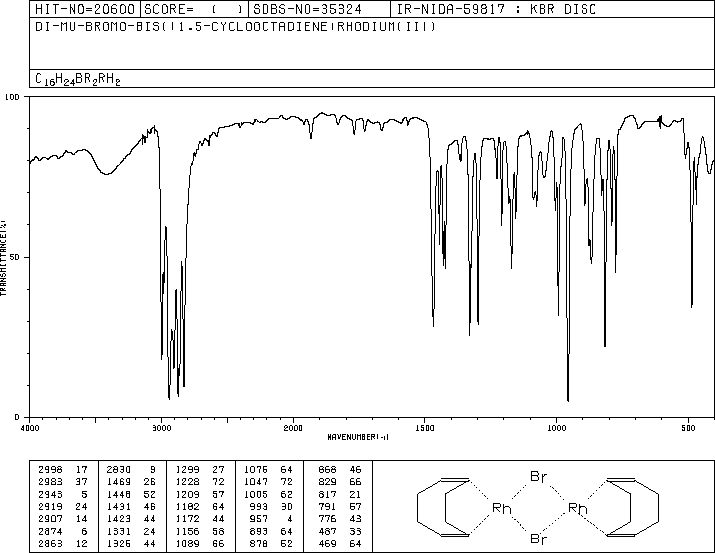 HIT-NO=20600 SCORE= ( ) SDBS-NO=35324 IR-NIDA-59817 : KBR DISC
DI-MU-BROMO-BIS((1,5-CYCLOOCTADIENE)RHODIUM(II))
C16H24BR2RH2
100
50
0
TRANSMITTANCE(%)
4000 3000 2000 1500 1000 500
WAVENUMBER(-1)
2998 17 2830 9 1299 27 1076 64 868 46
2983 37 1469 26 1228 72 1047 72 829 66
2943 5 1448 52 1209 57 1005 62 817 21
2919 24 1431 46 1182 64 993 30 791 57
2907 14 1423 44 1172 44 957 4 776 43
2874 6 1331 24 1156 58 893 64 487 33
2863 12 1326 44 1089 66 878 52 469 64
Br
Rh Rh
Br